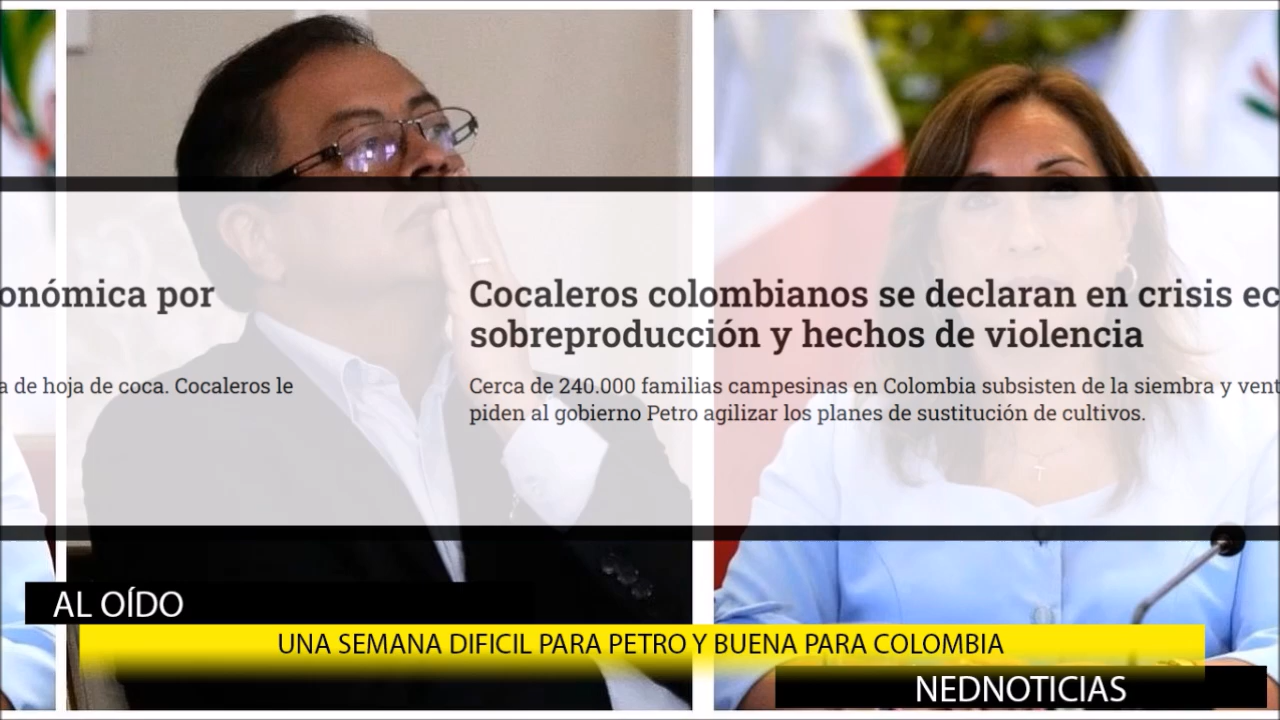 onómica por
Cocaleros colombianos se declaran en crisis ec
sobreproducción y hechos de violencia
a de hoja de coca. Cocaleros le
Cerca de 240.000 familias campesinas en Colombia subsisten de la siembra y vent
piden al gobierno Petro agilizar los planes de sustitución de cultivos.
AL OÍDO
UNA SEMANA DIFICIL PARA PETRO Y BUENA PARA COLOMBIA
NEDNOTICIAS